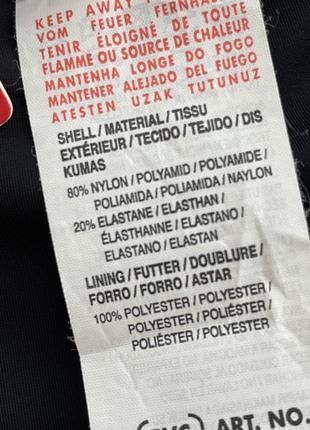 KEEP AWAY
VOM FEUER FERNHA
TENIR ÉLOIGNE DE TOUTE
FLAMME OU SOURCE DE CHALEUR
MANTENHA LONGE DO FOGO
MANTENER ALEJADO DEL FUEGO
ATESTEN UZAK TUTUNUZ
SHELL / MATERIAL / TISSU
EXTÉRIEUR / TECIDO / TEJIDO / DIS
KUMAS
80% NYLON / POLYAMID / POLYAMIDE /
POLIAMIDA / POLIAMIDA / NAYLON
20% ELASTANE / ELASTHAN /
ÉLASTHANNE / ELASTANO /
ELASTANO / ELASTAN
LINING / FUTTER / DOUBLURE /
FORRO / FORRO / ASTAR
100% POLYESTER / POLYESTER /
POLYESTER / POLIÉSTER /
POLIÉSTER / POLYESTER
ART. NO.